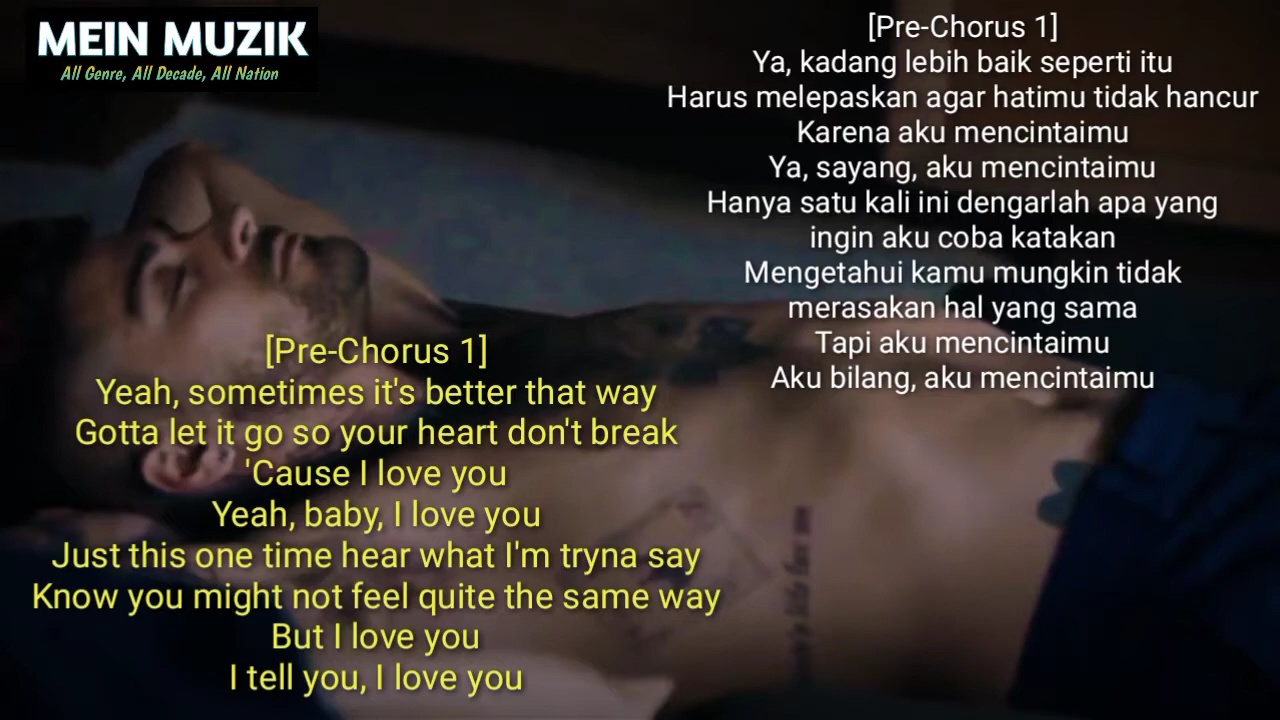 MEIN MUZIK
All Genre, All Decade, All Nation
[Pre-Chorus 1]
Ya, kadang lebih baik seperti itu
Harus melepaskan agar hatimu tidak hancur
Karena aku mencintaimu
Ya, sayang, aku mencintaimu
Hanya satu kali ini dengarlah apa yang
ingin aku coba katakan
Mengetahui kamu mungkin tidak
merasakan hal yang sama
Tapi aku mencintaimu
Aku bilang, aku mencintaimu
[Pre-Chorus 1]
Yeah, sometimes it's better that way
Gotta let it go so your heart don't break
'Cause I love you
Yeah, baby, I love you
Just this one time hear what I'm tryna say
Know you might not feel quite the same way
But I love you
I tell you, I love you